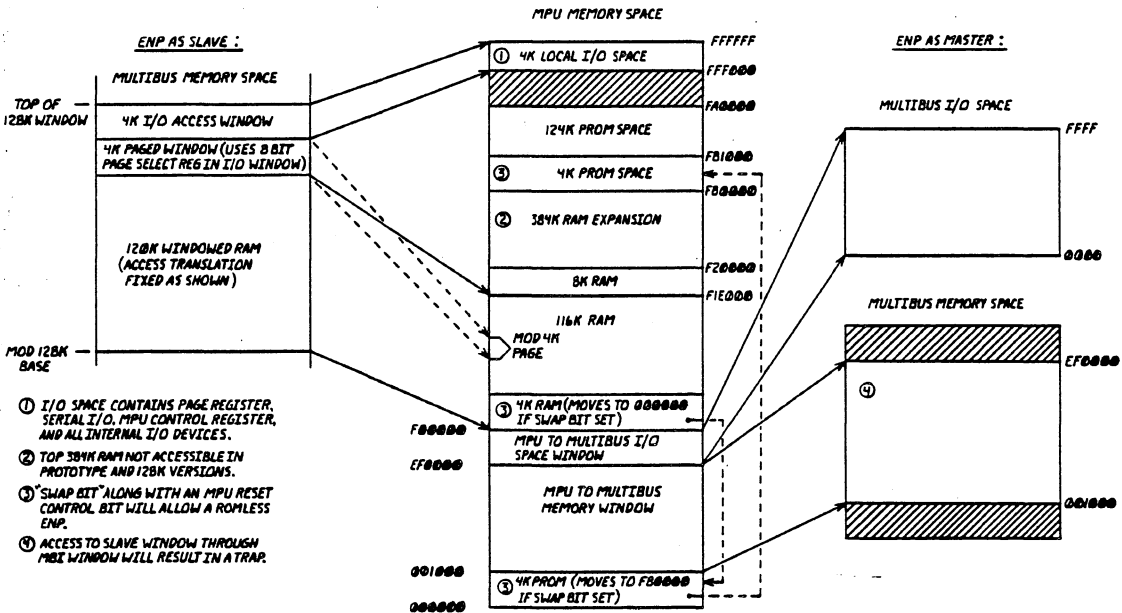 MPU MEMORY SPACE
ENP AS SLAVE :
ENP AS MASTER :
MULTIBUS MEMORY SPACE
TOP OF
128K WINDOW
4K I/O ACCESS WINDOW
4K PAGED WINDOW (USES 8 BIT
PAGE SELECT REG IN I/O WINDOW)
128K WINDOWED RAM
(ACCESS TRANSLATION
FIXED AS SHOWN)
MOD 128K
BASE
① 4K LOCAL I/O SPACE
FFFFFF
FFF000
FA0000
124K PROM SPACE
F81000
③ 4K PROM SPACE
F80000
② 384K RAM EXPANSION
F20000
8K RAM
F1E000
116K RAM
MOD 4K
PAGE
③ 4K RAM (MOVES TO 000000
IF SWAP BIT SET)
F00000
MPU TO MULTIBUS I/O
SPACE WINDOW
EF0000
MPU TO MULTIBUS
MEMORY WINDOW
001000
③ 4K PROM (MOVES TO F80000
IF SWAP BIT SET)
000000
MULTIBUS I/O SPACE
FFFF
0000
MULTIBUS MEMORY SPACE
EF0000
④
001000
① I/O SPACE CONTAINS PAGE REGISTER,
SERIAL I/O, MPU CONTROL REGISTER,
AND ALL INTERNAL I/O DEVICES.
② TOP 384K RAM NOT ACCESSIBLE IN
PROTOTYPE AND 128K VERSIONS.
③ "SWAP BIT" ALONG WITH AN MPU RESET
CONTROL BIT WILL ALLOW A ROMLESS
ENP.
④ ACCESS TO SLAVE WINDOW THROUGH
MBI WINDOW WILL RESULT IN A TRAP.